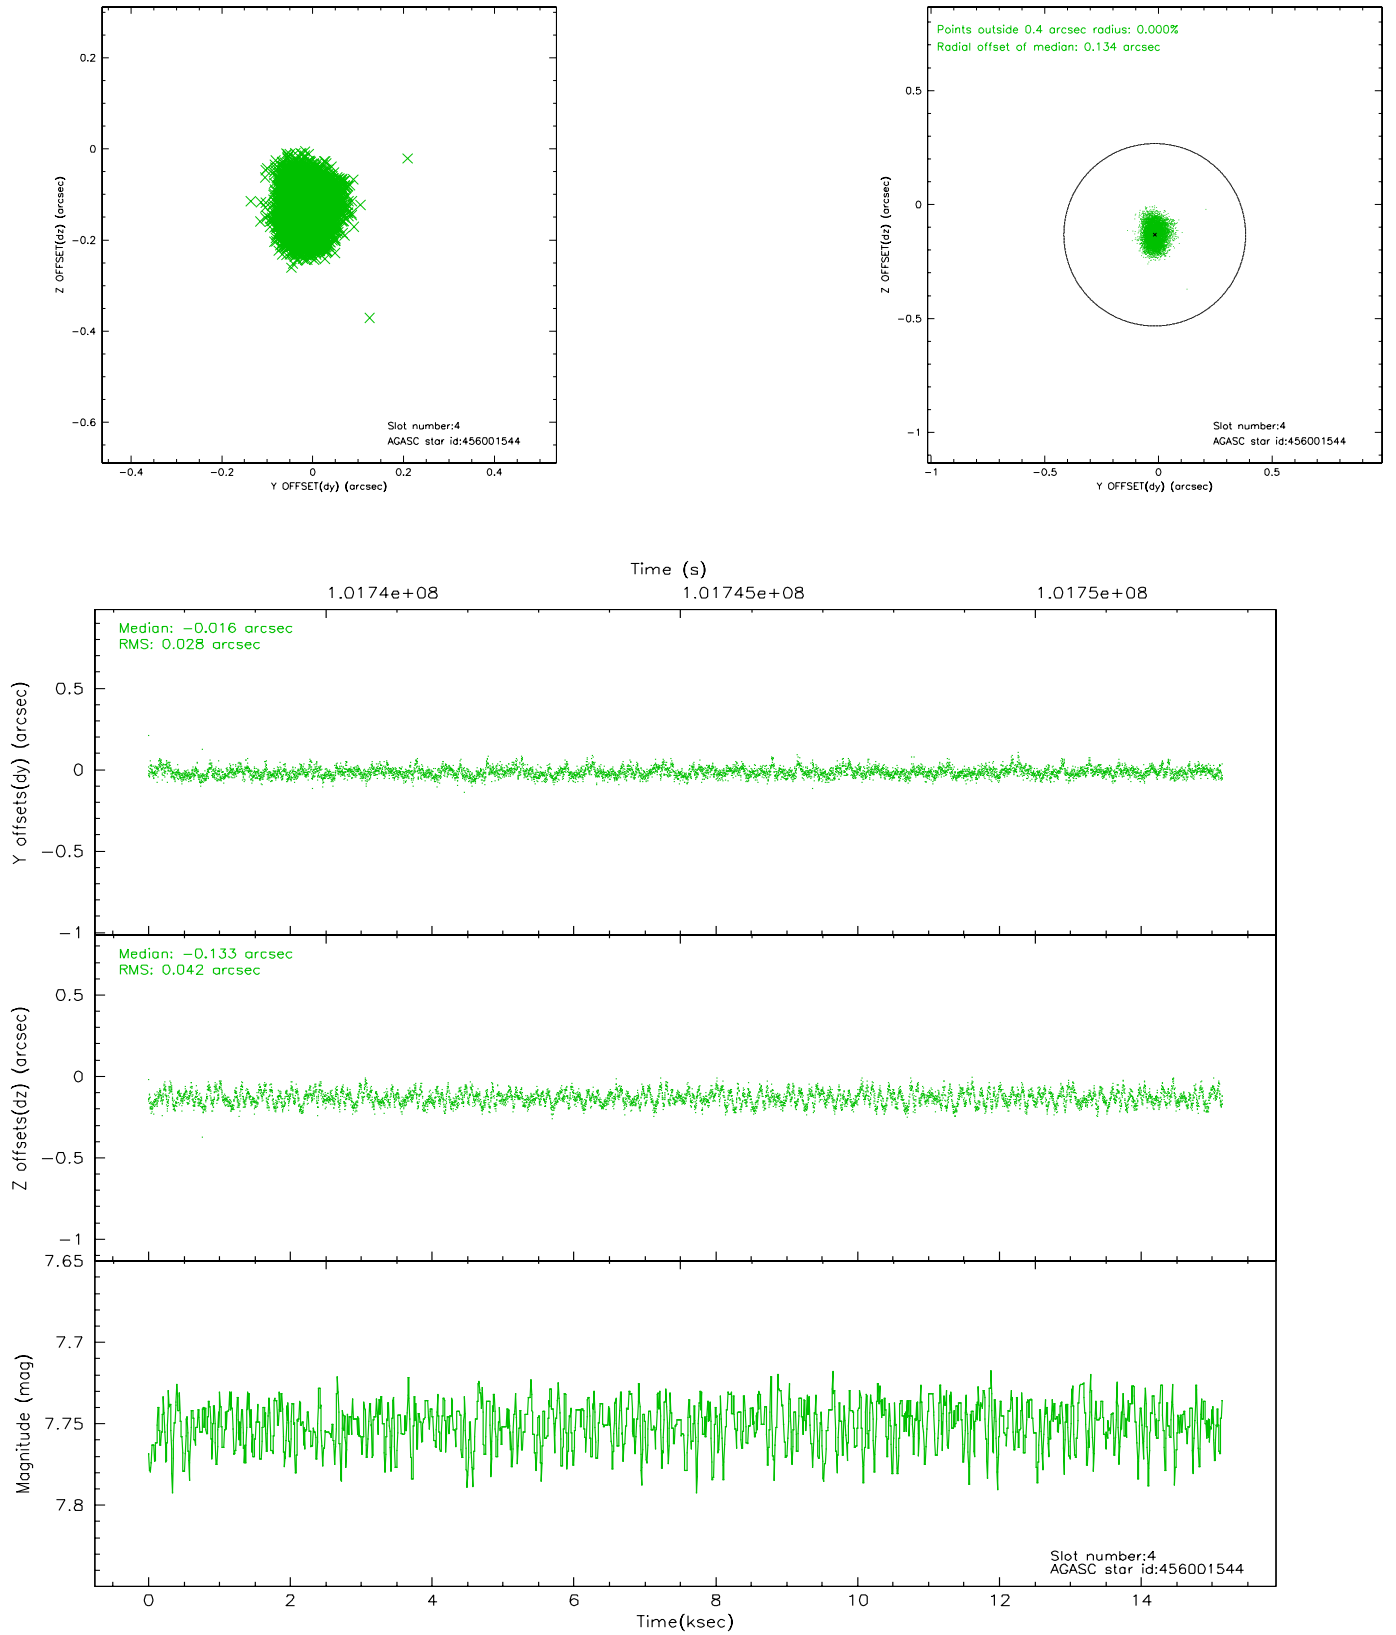 0.2
0
−0.2
−0.4
−0.6
Z OFFSET(dz) (arcsec)
Slot number:4
AGASC star id:456001544
−0.4
−0.2
0
0.2
0.4
Y OFFSET(dy) (arcsec)
Points outside 0.4 arcsec radius: 0.000%
Radial offset of median: 0.134 arcsec
0.5
0
−0.5
−1
Z OFFSET(dz) (arcsec)
Slot number:4
AGASC star id:456001544
−1
−0.5
0
0.5
Y OFFSET(dy) (arcsec)
Time (s)
1.0174e+08
1.01745e+08
1.0175e+08
Median: −0.016 arcsec
RMS: 0.028 arcsec
0.5
0
−0.5
−1
Y offsets(dy) (arcsec)
Median: −0.133 arcsec
RMS: 0.042 arcsec
0.5
0
−0.5
−1
Z offsets(dz) (arcsec)
7.65
7.7
7.75
7.8
Magnitude (mag)
Slot number:4
AGASC star id:456001544
0
2
4
6
8
10
12
14
Time(ksec)